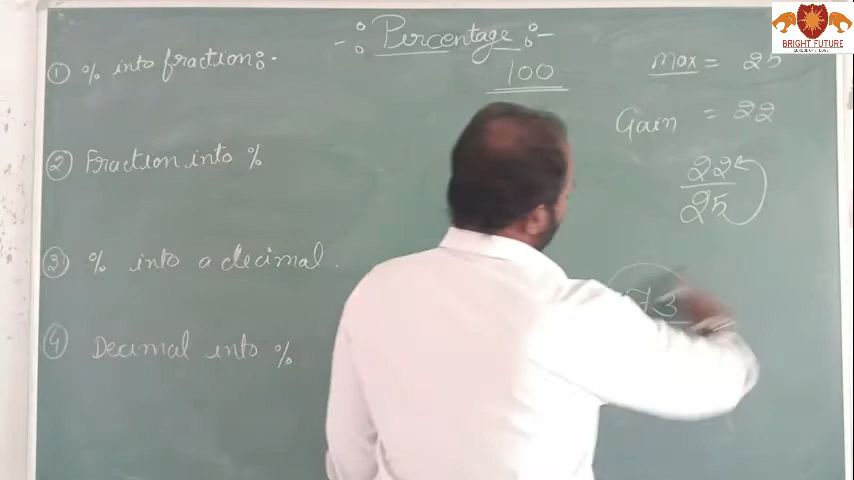 -: Percentage :-
100
① % into fraction :-
② Fraction into %
③ % into a decimal .
④ Decimal into %
max = 25
Gain = 22
22
25
73
BRIGHT FUTURE